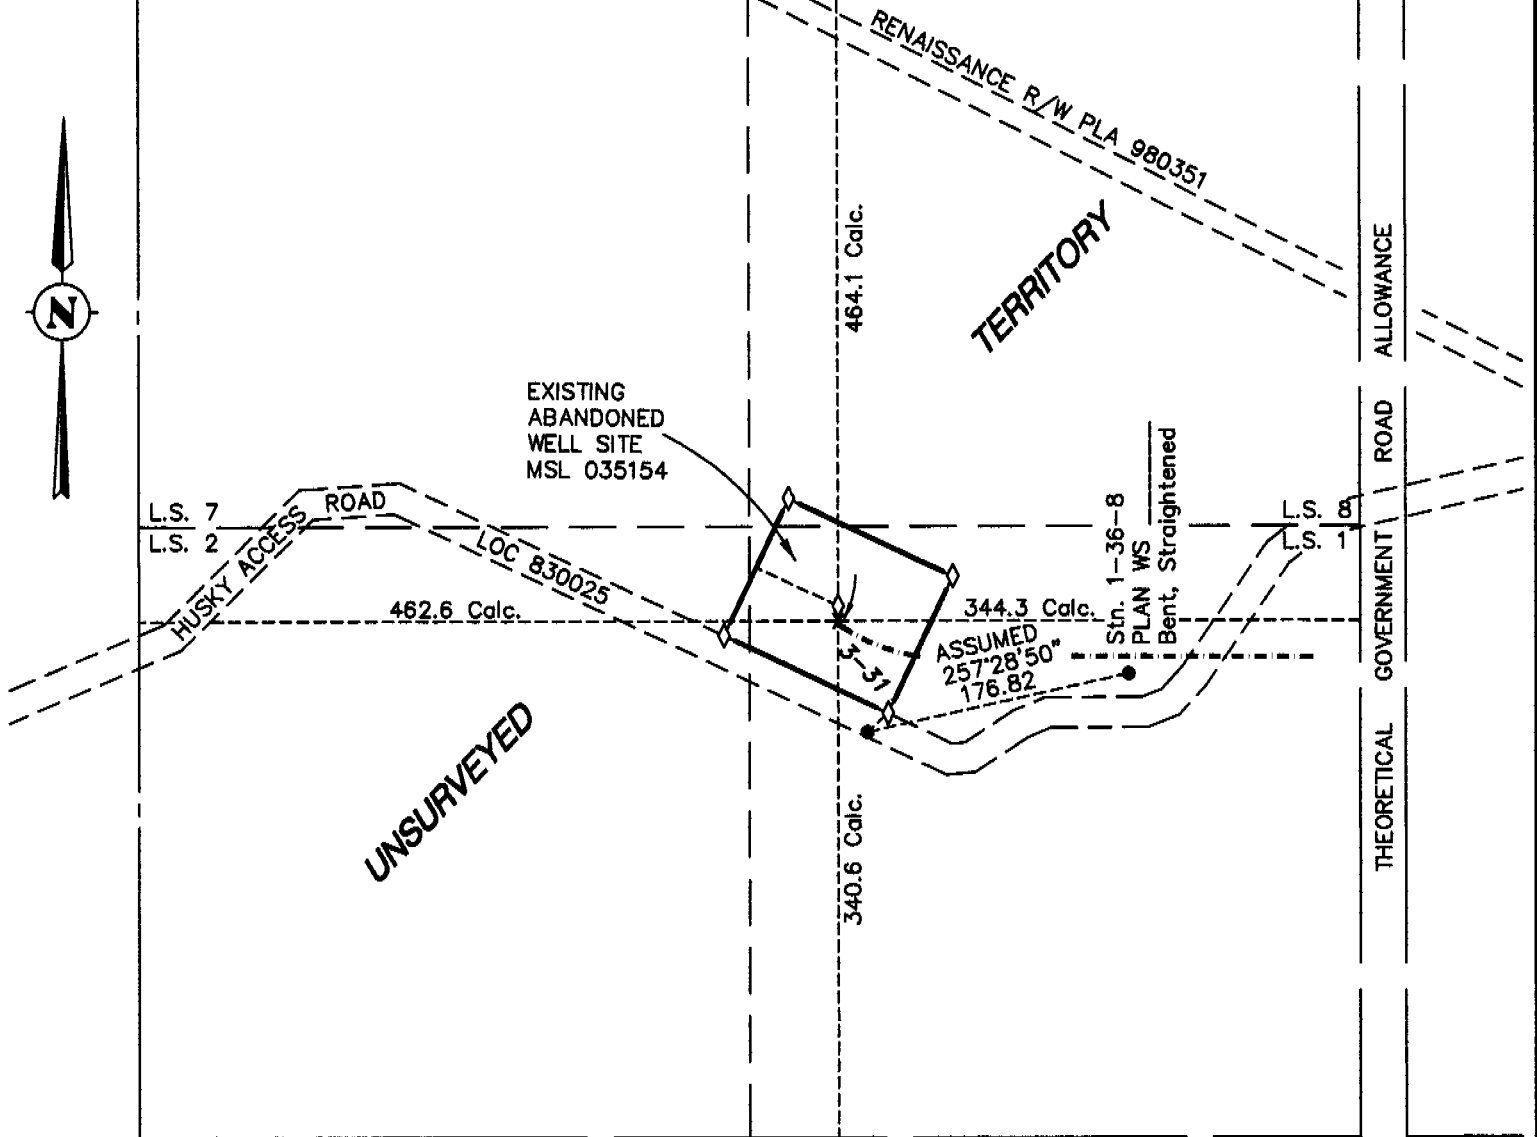 RENAISSANCE R/W PLA 980351
464.1 Calc.
TERRITORY
THEORETICAL GOVERNMENT ROAD ALLOWANCE
N
EXISTING
ABANDONED
WELL SITE
MSL 035154
L.S. 7
L.S. 2
HUSKY ACCESS ROAD
LOC 830025
462.6 Calc.
344.3 Calc.
3-31
ASSUMED
257°28'50"
176.82
Stn. 1-36-8
PLAN WS
Bent, Straightened
L.S. 8
L.S. 1
UNSURVEYED
340.6 Calc.